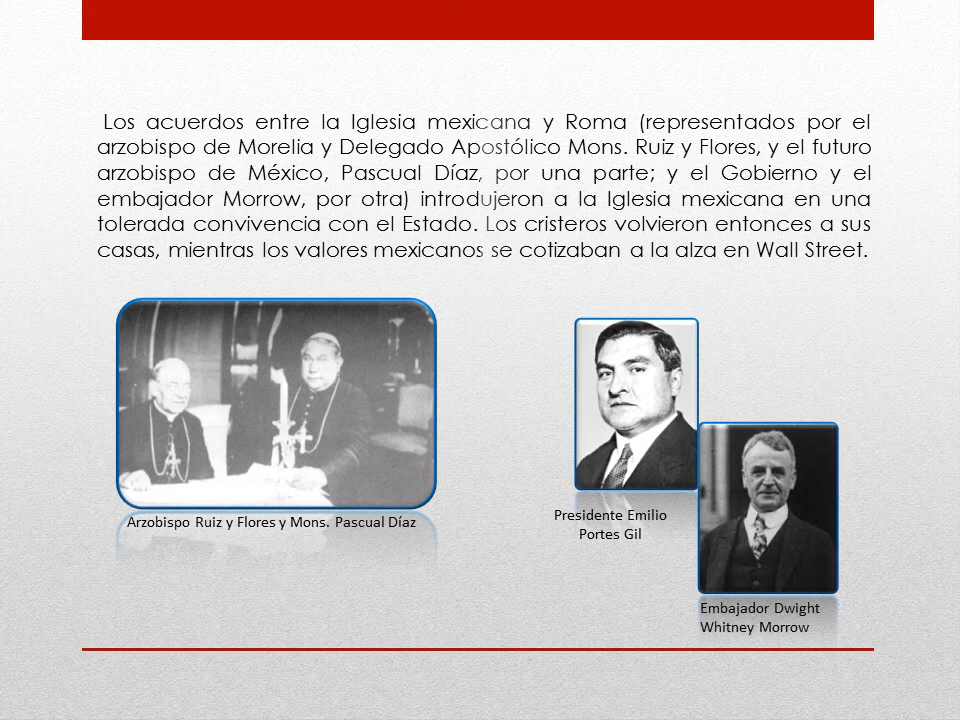 Los acuerdos entre la Iglesia mexicana y Roma (representados por el
arzobispo de Morelia y Delegado Apostólico Mons. Ruiz y Flores, y el futuro
arzobispo de México, Pascual Díaz, por una parte; y el Gobierno y el
embajador Morrow, por otra) introdujeron a la Iglesia mexicana en una
tolerada convivencia con el Estado. Los cristeros volvieron entonces a sus
casas, mientras los valores mexicanos se cotizaban a la alza en Wall Street.
Arzobispo Ruiz y Flores y Mons. Pascual Díaz
Presidente Emilio
Portes Gil
Embajador Dwight
Whitney Morrow